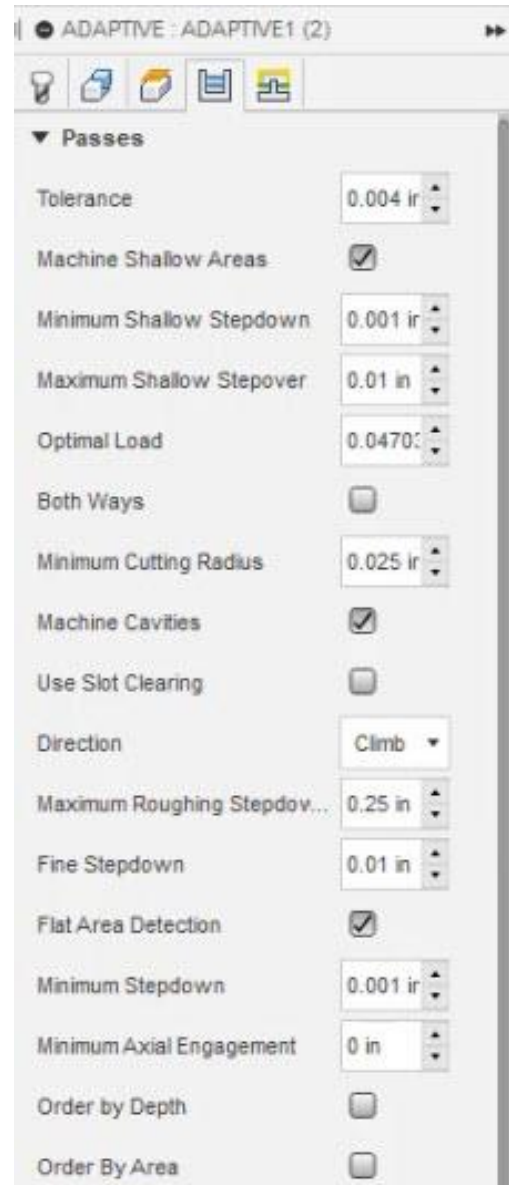 ADAPTIVE : ADAPTIVE1 (2)
Passes
Tolerance 0.004 ir
Machine Shallow Areas
Minimum Shallow Stepdown 0.001 ir
Maximum Shallow Stepover 0.01 in
Optimal Load 0.04703
Both Ways
Minimum Cutting Radius 0.025 ir
Machine Cavities
Use Slot Clearing
Direction Climb
Maximum Roughing Stepdov... 0.25 in
Fine Stepdown 0.01 in
Flat Area Detection
Minimum Stepdown 0.001 ir
Minimum Axial Engagement 0 in
Order by Depth
Order By Area